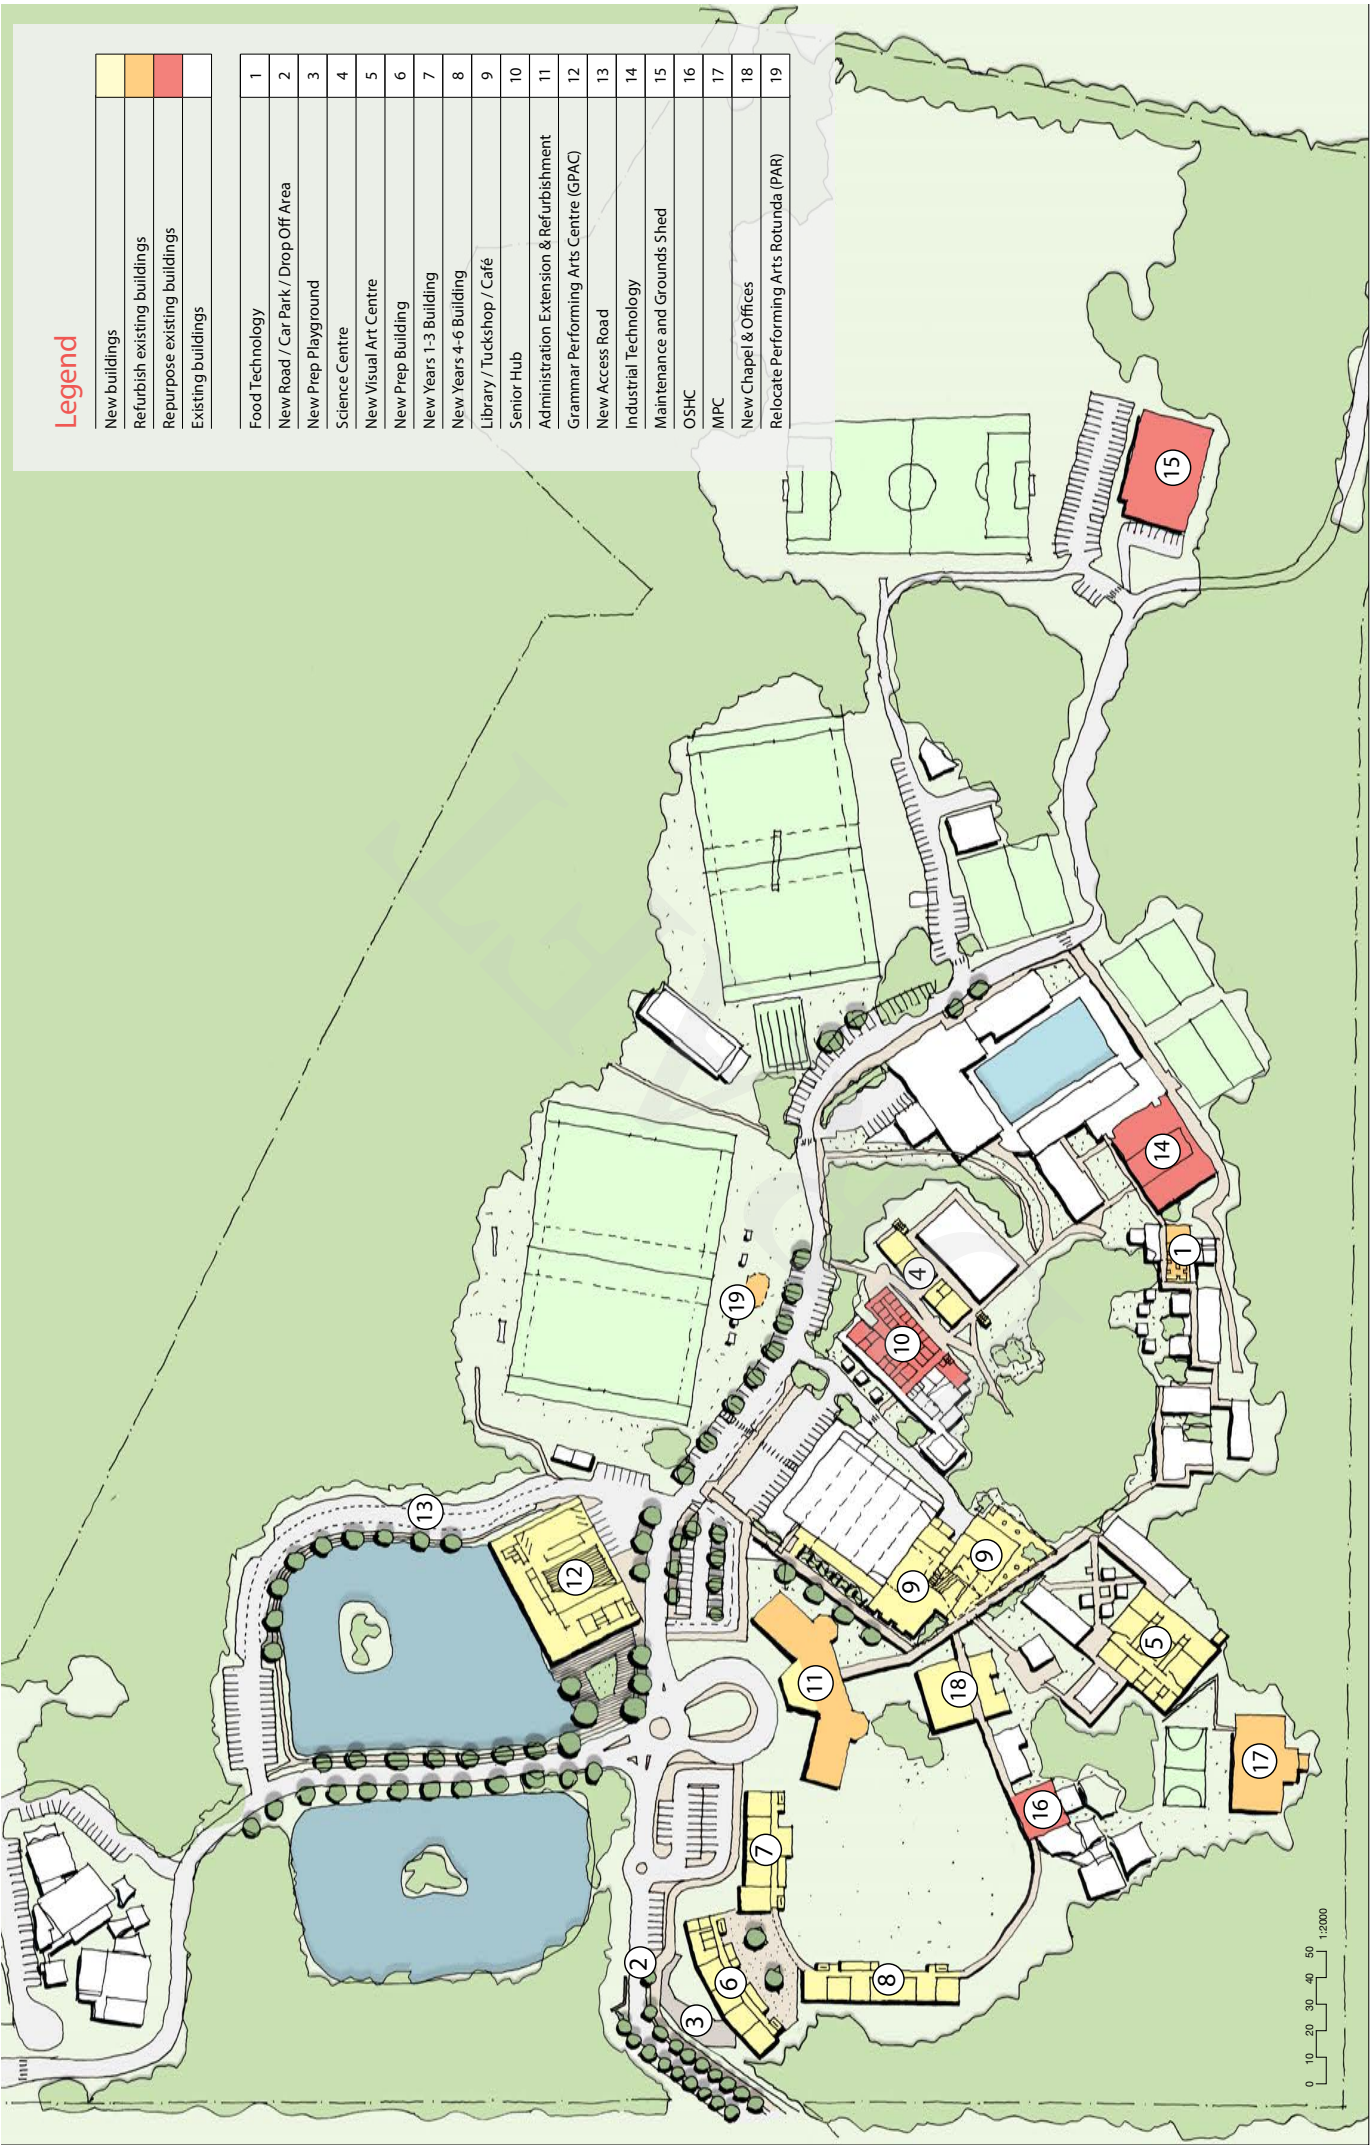 Legend
New buildings
Refurbish existing buildings
Repurpose existing buildings
Existing buildings
Food Technology 1
New Road / Car Park / Drop Off Area 2
New Prep Playground 3
Science Centre 4
New Visual Art Centre 5
New Prep Building 6
New Years 1-3 Building 7
New Years 4-6 Building 8
Library / Tuckshop / Café 9
Senior Hub 10
Administration Extension & Refurbishment 11
Grammar Performing Arts Centre (GPAC) 12
New Access Road 13
Industrial Technology 14
Maintenance and Grounds Shed 15
OSHC 16
MPC 17
New Chapel & Offices 18
Relocate Performing Arts Rotunda (PAR) 19
13
12
19
15
2
3
6
7
8
11
18
9
9
10
4
14
1
5
16
17
0 10 20 30 40 50 1:2000